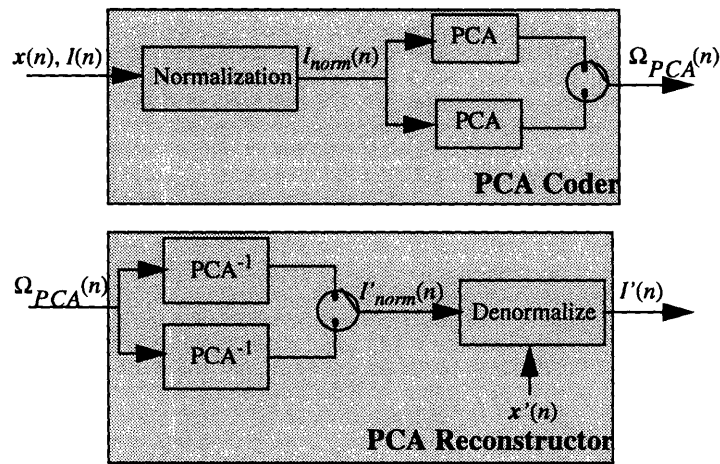 PCA
x(n), I(n)
Normalization
I_norm(n)
Ω_PCA(n)
PCA
PCA Coder
PCA⁻¹
Ω_PCA(n)
I'_norm(n)
I'(n)
Denormalize
PCA⁻¹
x'(n)
PCA Reconstructor